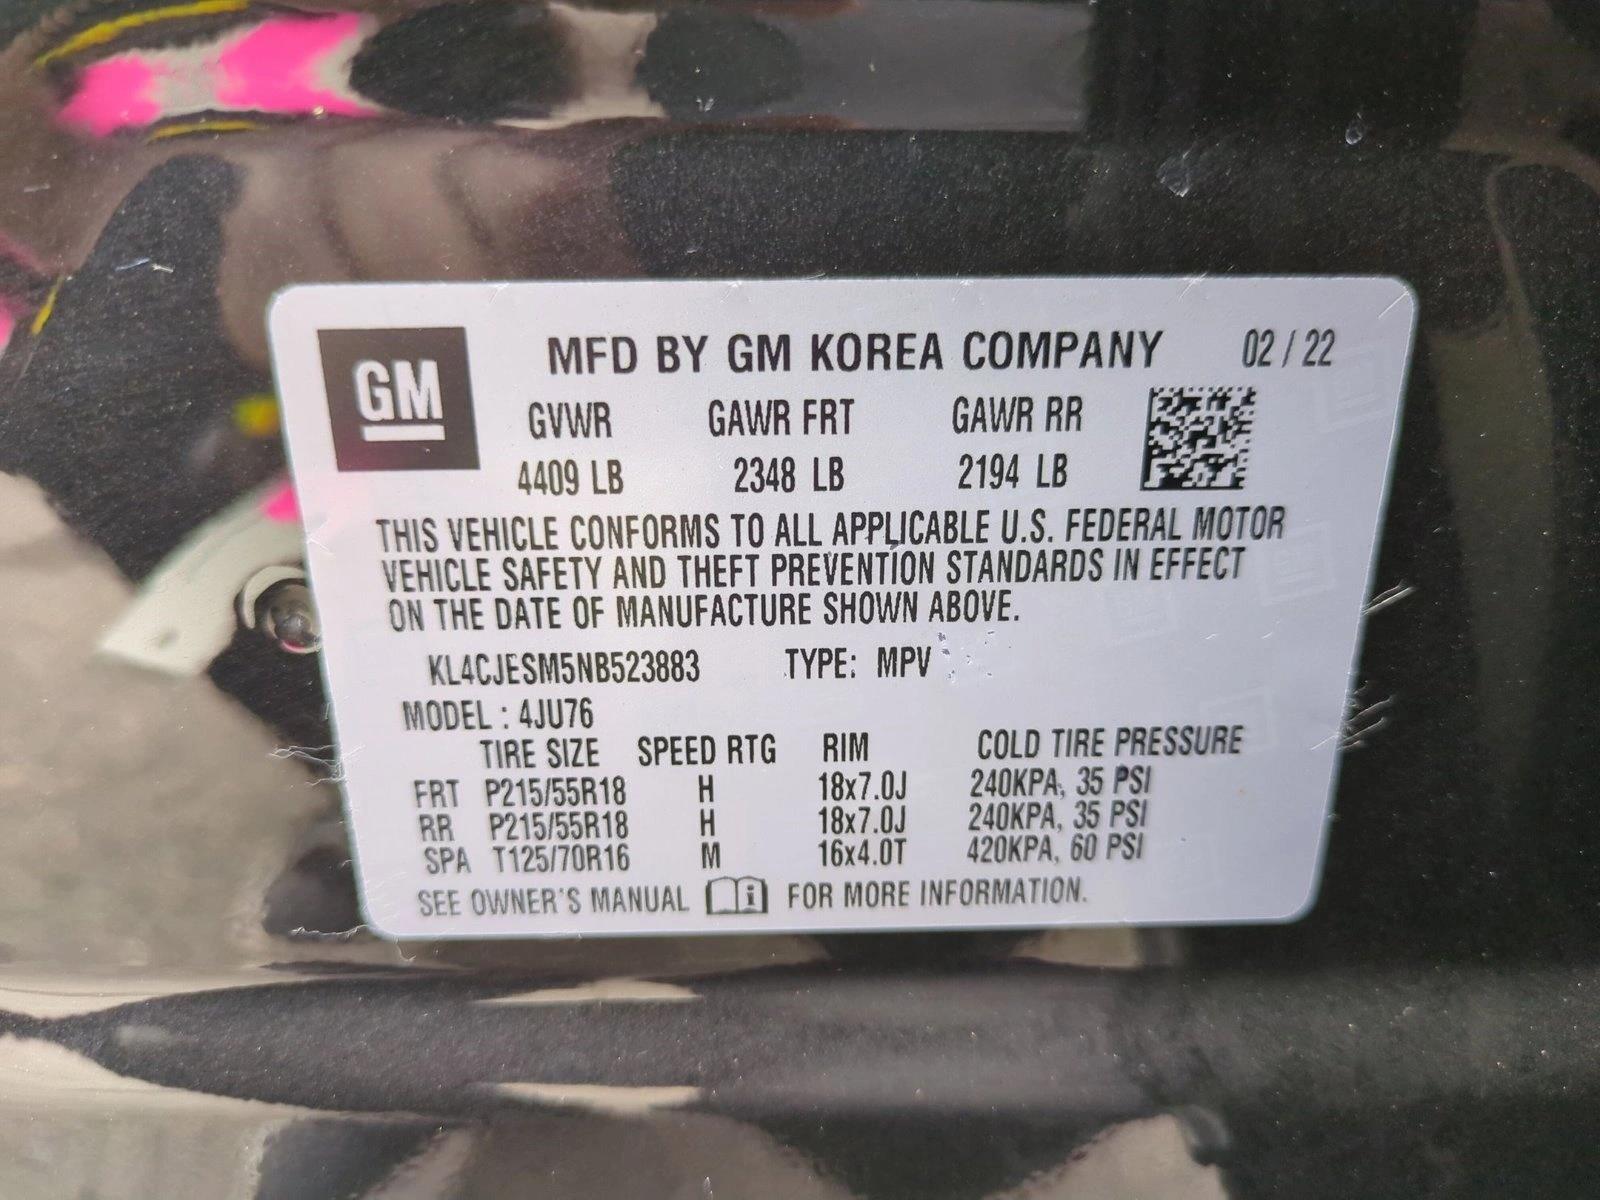 GM
MFD BY GM KOREA COMPANY 02 / 22
GVWR GAWR FRT GAWR RR
4409 LB 2348 LB 2194 LB
THIS VEHICLE CONFORMS TO ALL APPLICABLE U.S. FEDERAL MOTOR
VEHICLE SAFETY AND THEFT PREVENTION STANDARDS IN EFFECT
ON THE DATE OF MANUFACTURE SHOWN ABOVE.
KL4CJESM5NB523883 TYPE: MPV
MODEL : 4JU76
TIRE SIZE SPEED RTG RIM COLD TIRE PRESSURE
FRT P215/55R18 H 18x7.0J 240KPA, 35 PSI
RR P215/55R18 H 18x7.0J 240KPA, 35 PSI
SPA T125/70R16 M 16x4.0T 420KPA, 60 PSI
SEE OWNER'S MANUAL i FOR MORE INFORMATION.